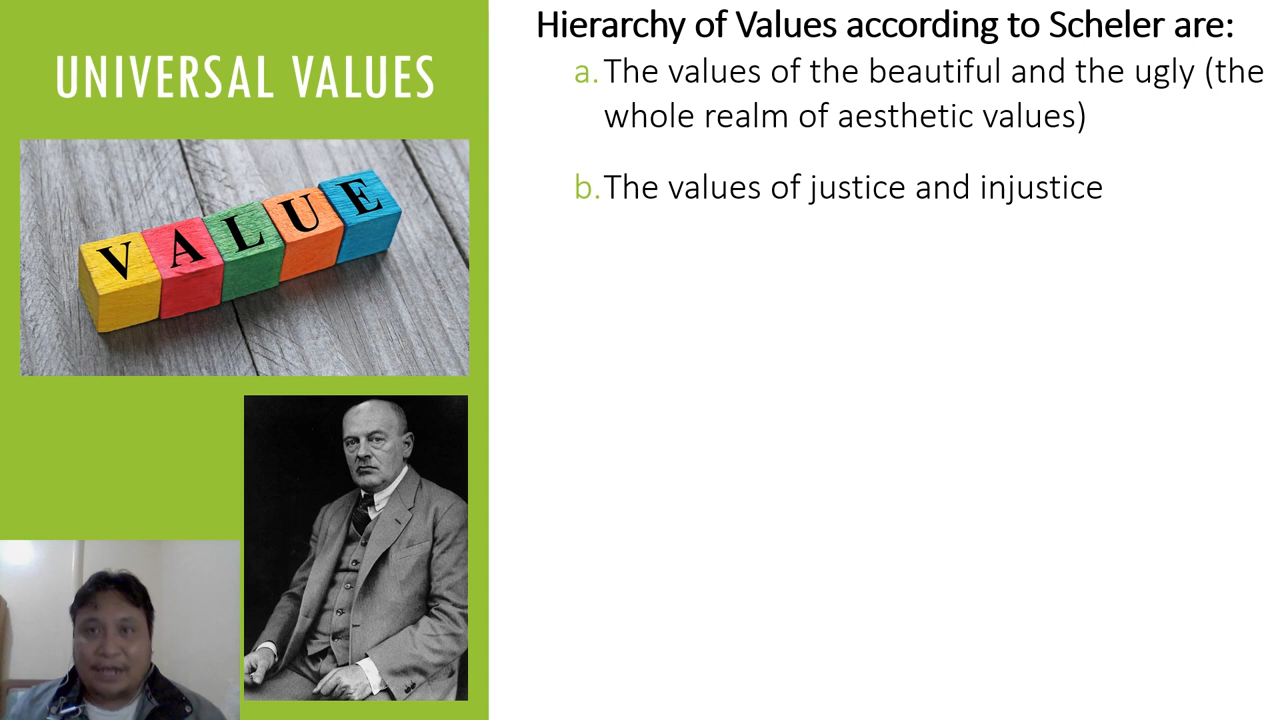 UNIVERSAL VALUES
VALUE
Hierarchy of Values according to Scheler are:
a. The values of the beautiful and the ugly (the
whole realm of aesthetic values)
b. The values of justice and injustice